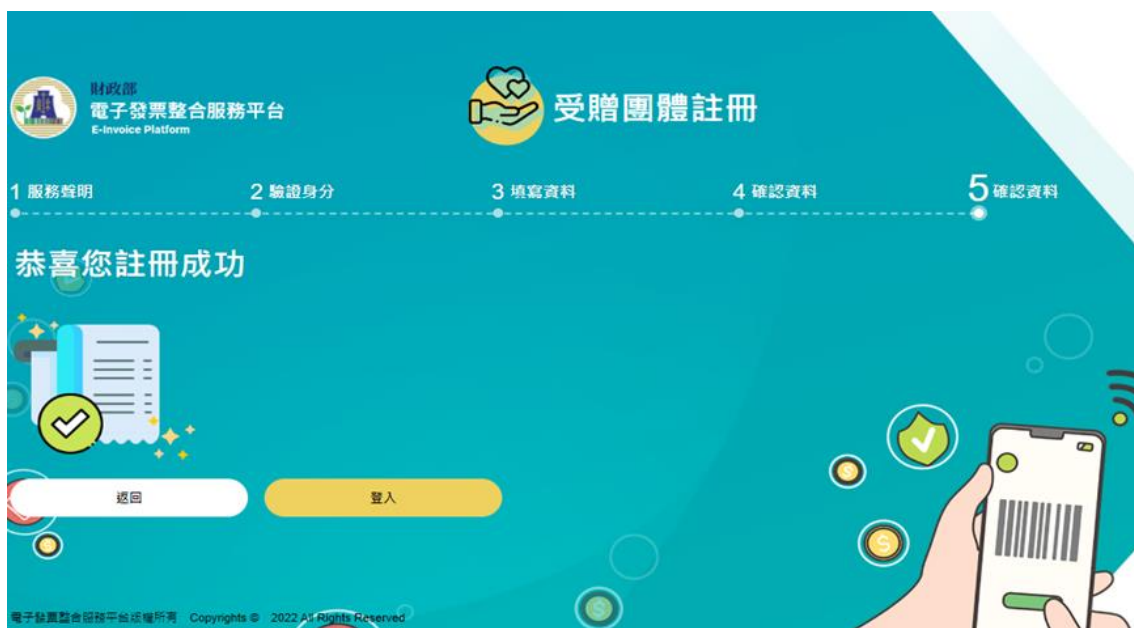 財政部
電子發票整合服務平台
E-Invoice Platform
受贈團體註冊
1 服務聲明
2 驗證身分
3 填寫資料
4 確認資料
5 確認資料
恭喜您註冊成功
返回
登入
電子發票整合服務平台版權所有 Copyrights © 2022 All Rights Reserved